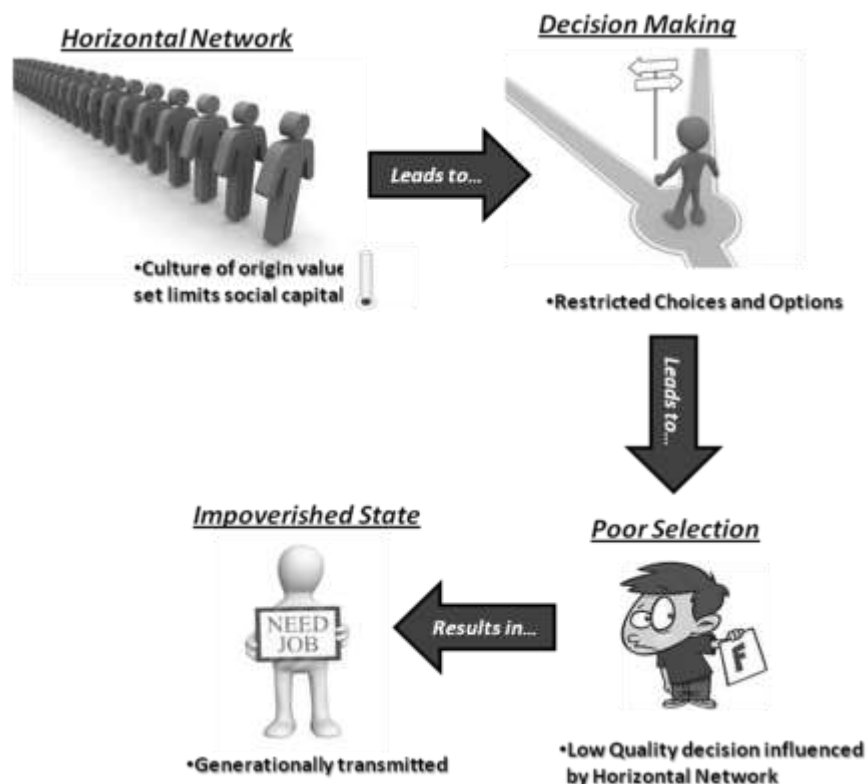 Horizontal Network
Decision Making
Leads to...
•Culture of origin value
set limits social capital
•Restricted Choices and Options
Leads to...
Impoverished State
Poor Selection
NEED
JOB
Results in...
F
•Generationally transmitted
•Low Quality decision influenced
by Horizontal Network